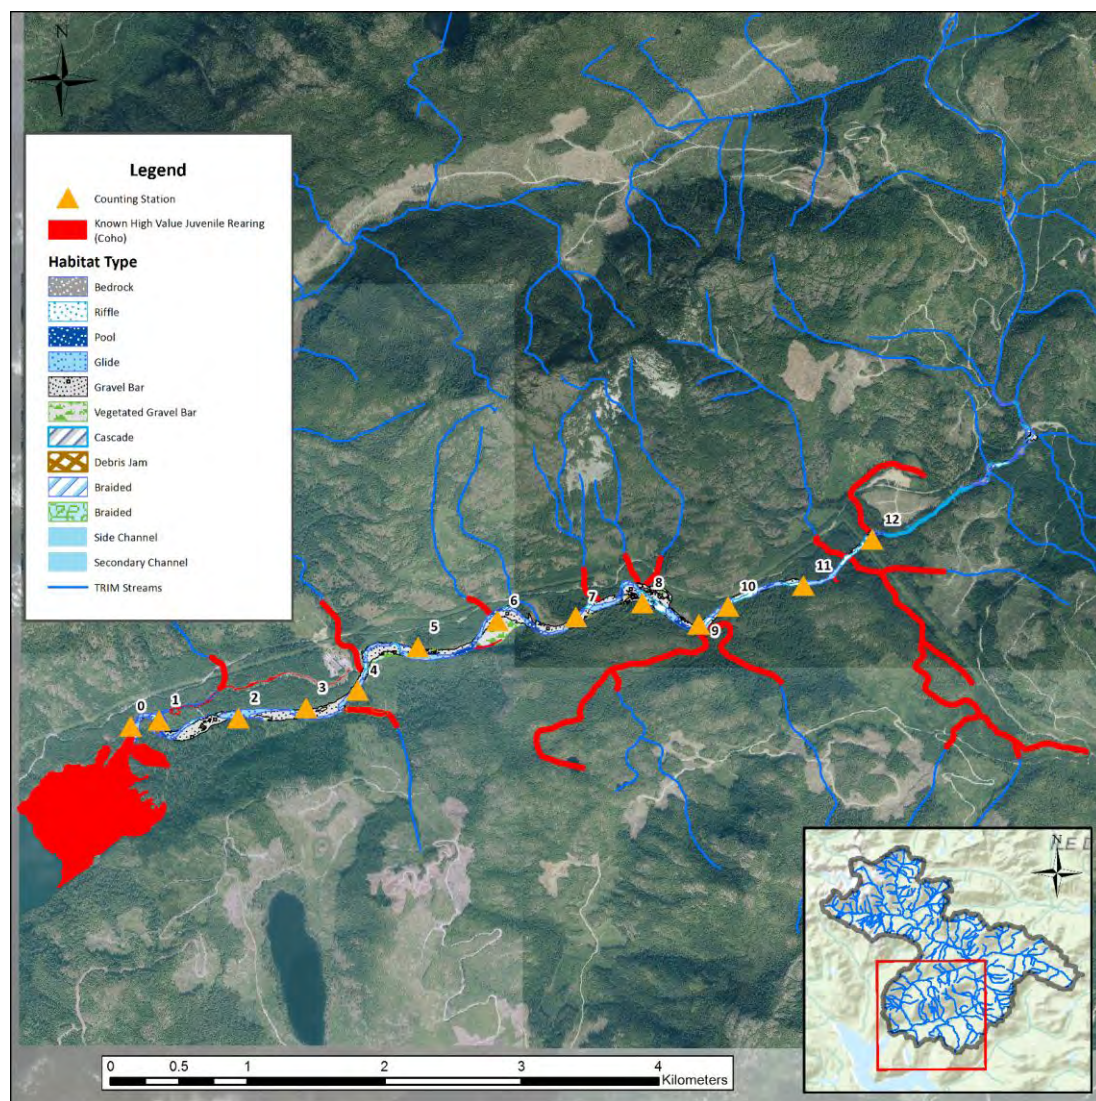 N
Legend
Counting Station
Known High Value Juvenile Rearing
(Coho)
Habitat Type
Bedrock
Riffle
Pool
Glide
Gravel Bar
Vegetated Gravel Bar
Cascade
Debris Jam
Braided
Braided
Side Channel
Secondary Channel
TRIM Streams
12
11
10
9
8
7
6
5
4
3
2
1
0
N
0 0.5 1 2 3 4
Kilometers